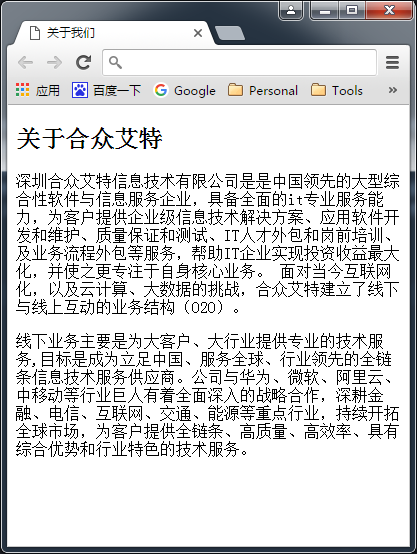 关于我们
应用 百度一下 Google Personal Tools »
关于合众艾特
深圳合众艾特信息技术有限公司是是中国领先的大型综
合性软件与信息服务企业，具备全面的it专业服务能
力，为客户提供企业级信息技术解决方案、应用软件开
发和维护、质量保证和测试、IT人才外包和岗前培训、
及业务流程外包等服务，帮助IT企业实现投资收益最大
化，并使之更专注于自身核心业务。 面对当今互联网
化，以及云计算、大数据的挑战，合众艾特建立了线下
与线上互动的业务结构（O2O）。
线下业务主要是为大客户、大行业提供专业的技术服
务,目标是成为立足中国、服务全球、行业领先的全链
条信息技术服务供应商。公司与华为、微软、阿里云、
中移动等行业巨人有着全面深入的战略合作，深耕金
融、电信、互联网、交通、能源等重点行业，持续开拓
全球市场，为客户提供全链条、高质量、高效率、具有
综合优势和行业特色的技术服务。